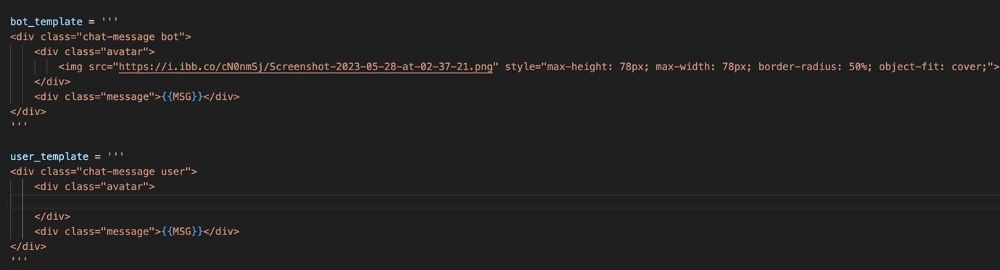 bot_template = '''
<div class="chat-message bot">
    <div class="avatar">
        <img src="https://i.ibb.co/cN0nmSj/Screenshot-2023-05-28-at-02-37-21.png" style="max-height: 78px; max-width: 78px; border-radius: 50%; object-fit: cover;">
    </div>
    <div class="message">{{MSG}}</div>
</div>
'''
user_template = '''
<div class="chat-message user">
    <div class="avatar">
    </div>
    <div class="message">{{MSG}}</div>
</div>
'''